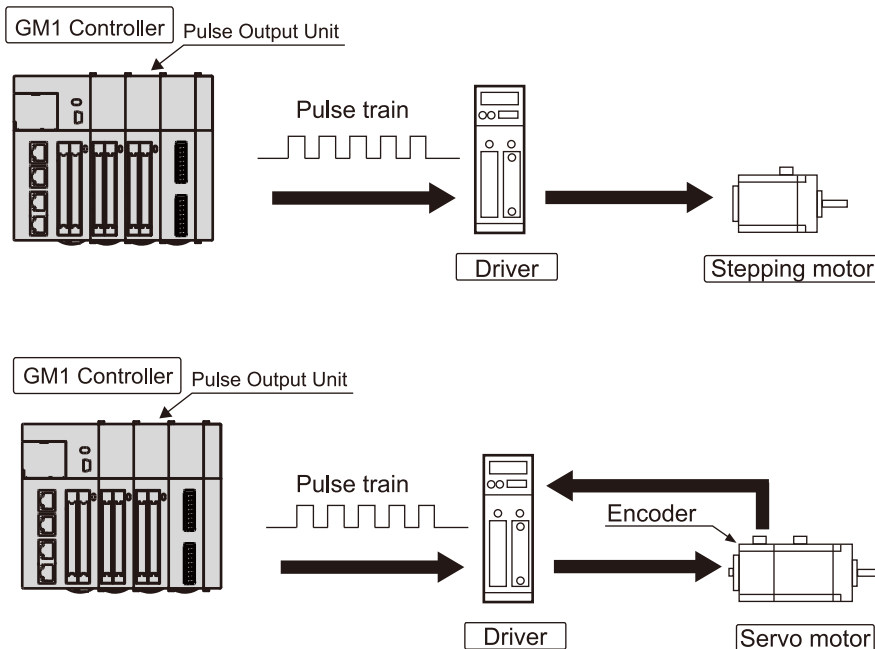 GM1 Controller
Pulse Output Unit
Pulse train
Driver
Stepping motor
GM1 Controller
Pulse Output Unit
Pulse train
Encoder
Driver
Servo motor